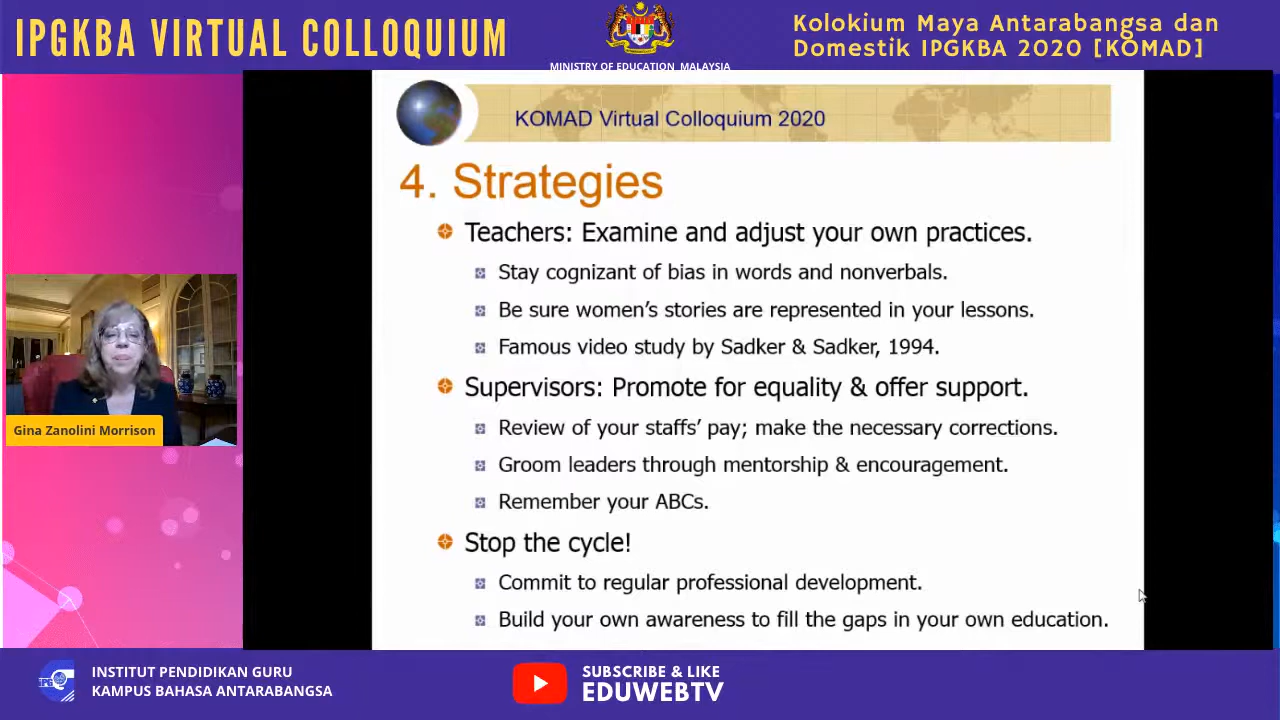 IPGKBA VIRTUAL COLLOQUIUM
MINISTRY OF EDUCATION MALAYSIA
Kolokium Maya Antarabangsa dan
Domestik IPGKBA 2020 [KOMAD]
KOMAD Virtual Colloquium 2020
4. Strategies
Teachers: Examine and adjust your own practices.
Stay cognizant of bias in words and nonverbals.
Be sure women's stories are represented in your lessons.
Famous video study by Sadker & Sadker, 1994.
Supervisors: Promote for equality & offer support.
Review of your staffs' pay; make the necessary corrections.
Groom leaders through mentorship & encouragement.
Remember your ABCs.
Stop the cycle!
Commit to regular professional development.
Build your own awareness to fill the gaps in your own education.
Gina Zanolini Morrison
INSTITUT PENDIDIKAN GURU
KAMPUS BAHASA ANTARABANGSA
SUBSCRIBE & LIKE
EDUWEBTV